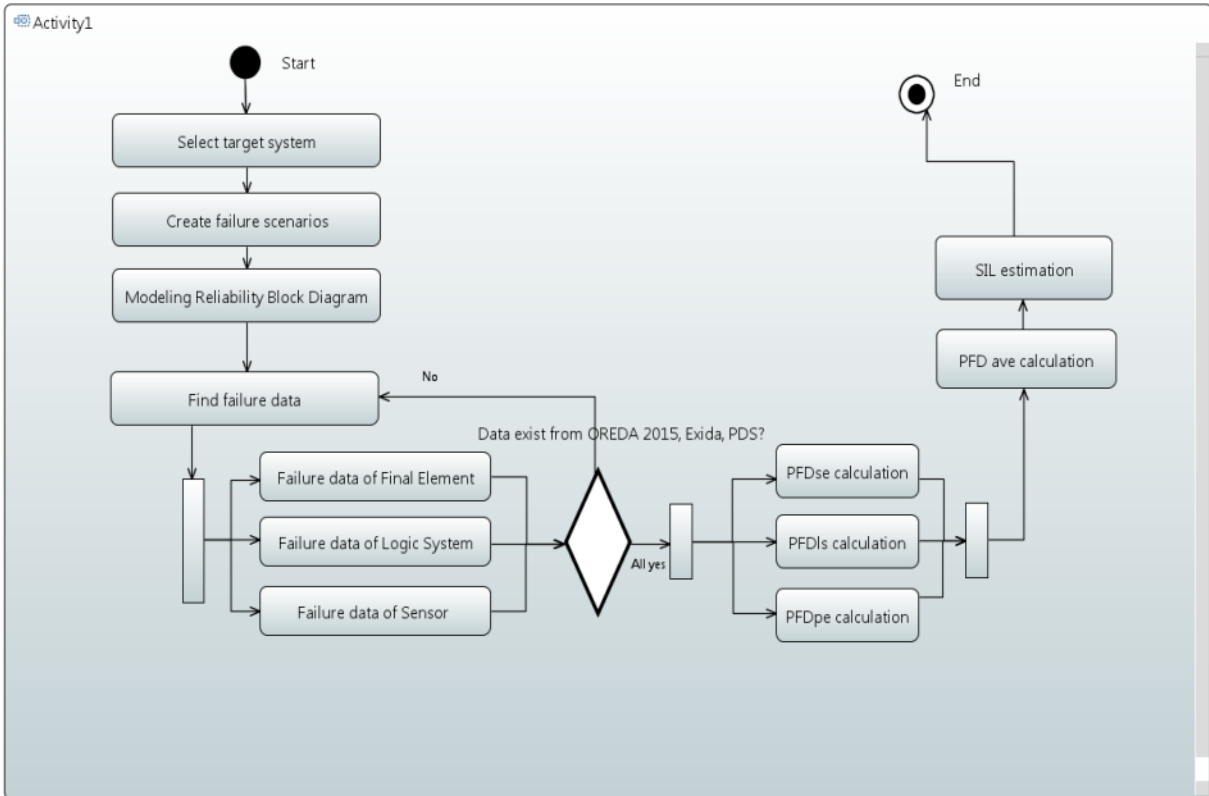 Activity1
Start
Select target system
Create failure scenarios
Modeling Reliability Block Diagram
Find failure data
No
Data exist from OREDA 2015, Exida, PDS?
Failure data of Final Element
Failure data of Logic System
Failure data of Sensor
All yes
PFDse calculation
PFDls calculation
PFDpe calculation
PFD ave calculation
SIL estimation
End